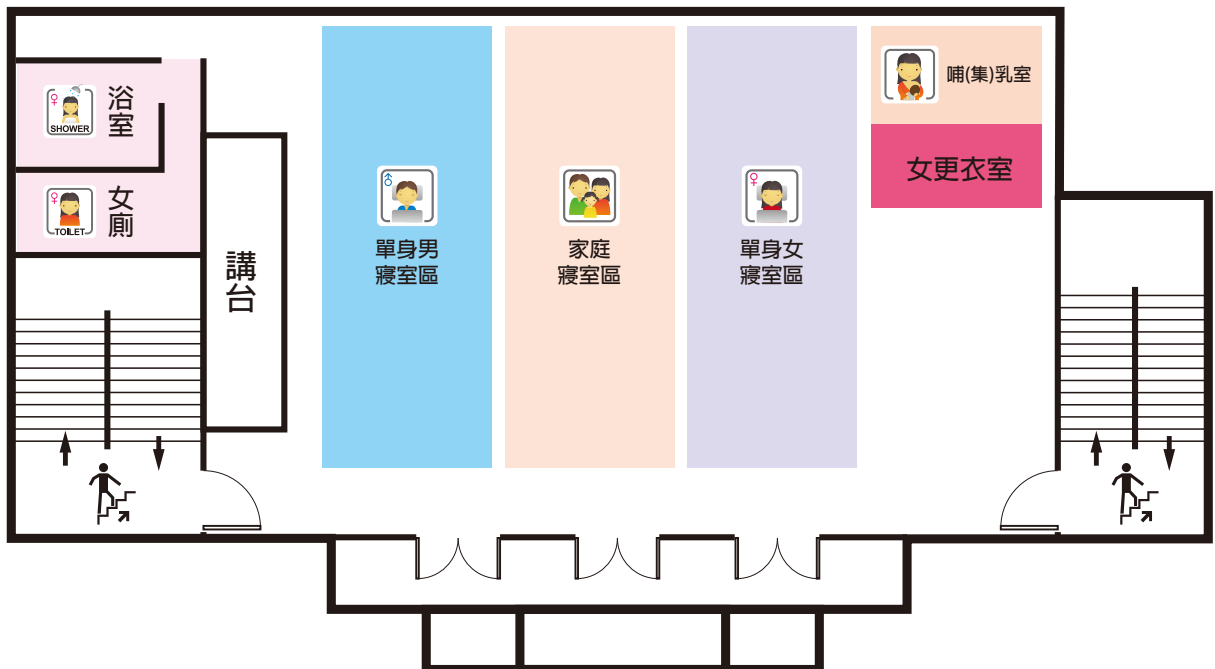 哺(集)乳室
SHOWER
浴室
女更衣室
TOILET
女廁
單身男
寢室區
家庭
寢室區
單身女
寢室區
講台